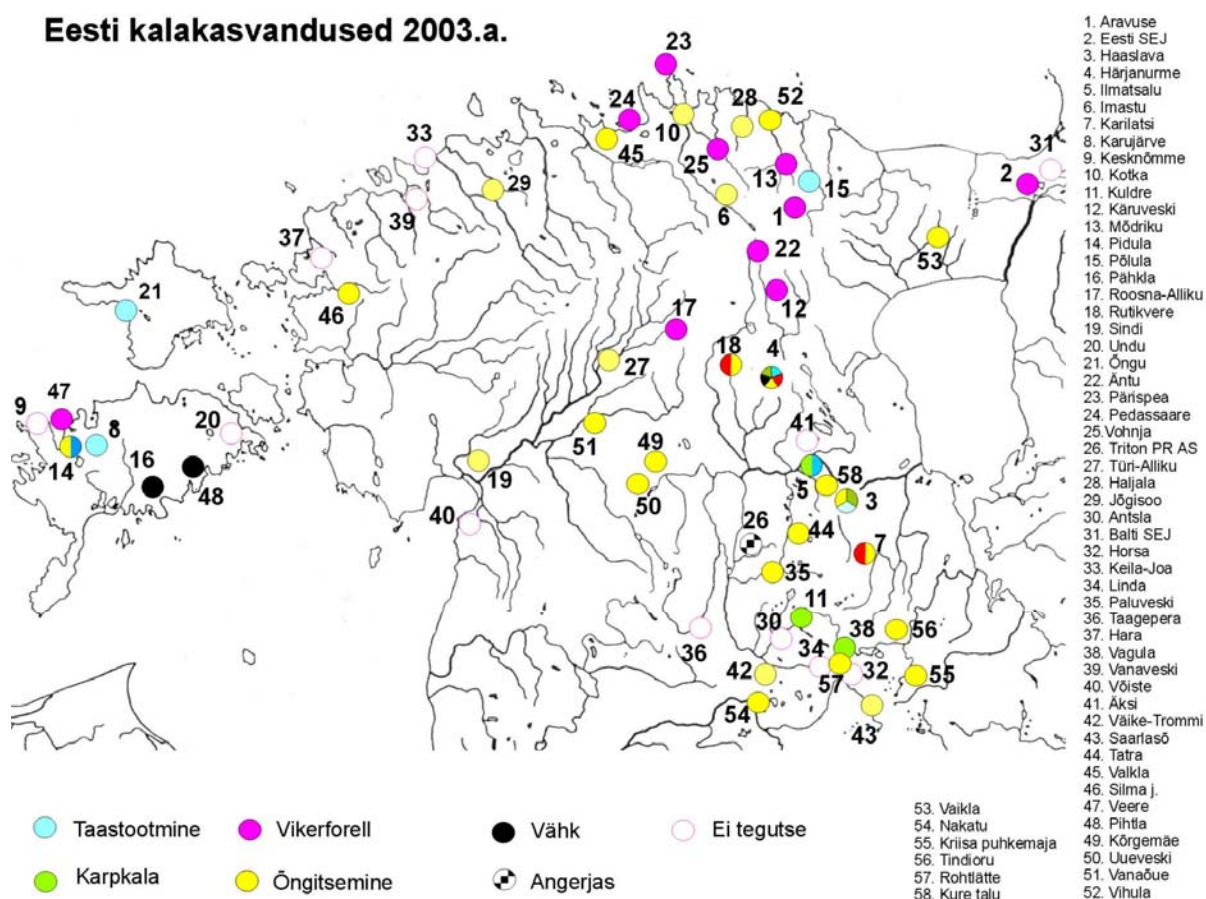 Eesti kalakasvandused 2003.a.
23
24
28
52
10
33
45
31
25
2
13
15
29
6
1
39
37
22
53
21
46
12
17
18
4
27
47
9
20
8
41
51
49
14
16
48
19
5
58
3
50
40
26
44
7
35
11
30
38
56
36
34
42
57
32
55
54
43
1. Aravuse
2. Eesti SEJ
3. Haaslava
4. Härjanurme
5. Ilmatsalu
6. Imastu
7. Karilatsi
8. Karujärve
9. Kesknõmme
10. Kotka
11. Kuldre
12. Käruveski
13. Mõdriku
14. Pidula
15. Põlula
16. Pähkla
17. Roosna-Alliku
18. Rutikvere
19. Sindi
20. Undu
21. Õngu
22. Äntu
23. Pärispea
24. Pedassaare
25.Vohnja
26. Triton PR AS
27. Türi-Alliku
28. Haljala
29. Jõgisoo
30. Antsla
31. Balti SEJ
32. Horsa
33. Keila-Joa
34. Linda
35. Paluveski
36. Taagepera
37. Hara
38. Vagula
39. Vanaveski
40. Võiste
41. Äksi
42. Väike-Trommi
43. Saarlasõ
44. Tatra
45. Valkla
46. Silma j.
47. Veere
48. Pihtla
49. Kõrgemäe
50. Uueveski
51. Vanaõue
52. Vihula
53. Vaikla
54. Nakatu
55. Kriisa puhkemaja
56. Tindioru
57. Rohtlätte
58. Kure talu
Taastootmine
Vikerforell
Vähk
Ei tegutse
Karpkala
Õngitsemine
Angerjas